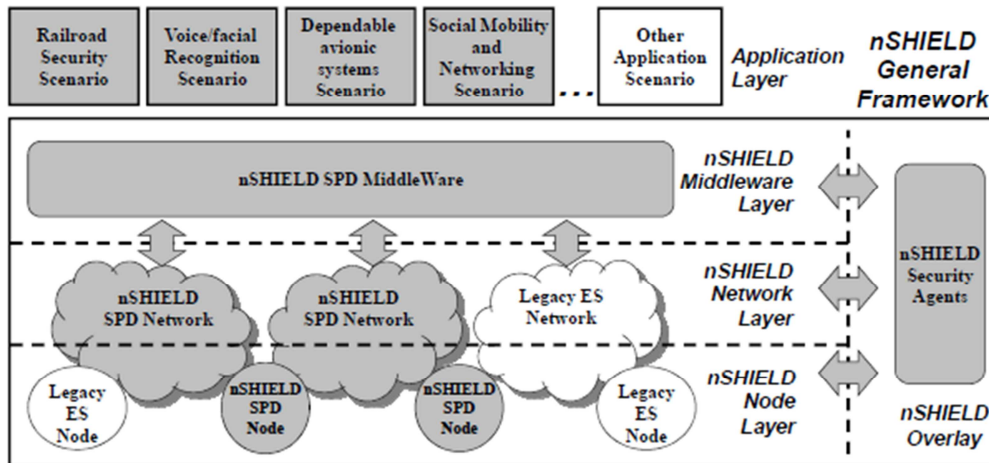 Railroad
Security
Scenario
Voice/facial
Recognition
Scenario
Dependable
avionic
systems
Scenario
Social Mobility
and
Networking
Scenario
...
Other
Application
Scenario
Application
Layer
nSHIELD
General
Framework
nSHIELD SPD MiddleWare
nSHIELD
Middleware
Layer
nSHIELD
SPD Network
nSHIELD
SPD Network
Legacy ES
Network
nSHIELD
Network
Layer
nSHIELD
Security
Agents
Legacy
ES
Node
nSHIELD
SPD
Node
nSHIELD
SPD
Node
Legacy
ES
Node
nSHIELD
Node
Layer
nSHIELD
Overlay